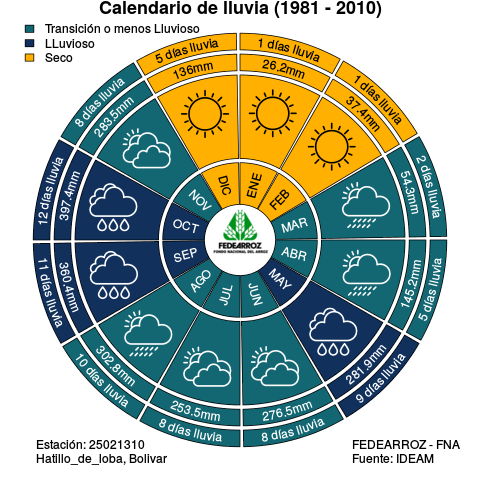 Calendario de lluvia (1981 - 2010)
Transición o menos Lluvioso
LLuvioso
Seco
1 días lluvia
26.2mm
ENE
1 días lluvia
37.4mm
FEB
2 días lluvia
54.3mm
MAR
5 días lluvia
145.2mm
ABR
9 días lluvia
281.9mm
MAY
8 días lluvia
276.5mm
JUN
8 días lluvia
253.5mm
JUL
10 días lluvia
302.8mm
AGO
11 días lluvia
360.4mm
SEP
12 días lluvia
397.4mm
OCT
8 días lluvia
283.5mm
NOV
5 días lluvia
136mm
DIC
FEDEARROZ
FONDO NACIONAL DEL ARROZ
Estación: 25021310
Hatillo_de_loba, Bolivar
FEDEARROZ - FNA
Fuente: IDEAM